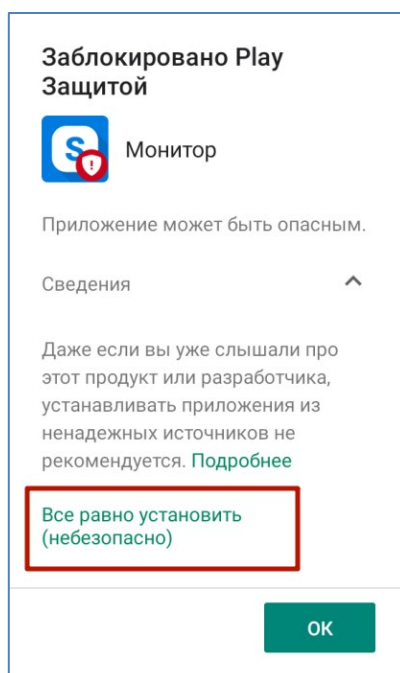 Заблокировано Play
Защитой
S
Монитор
Приложение может быть опасным.
Сведения
Даже если вы уже слышали про
этот продукт или разработчика,
устанавливать приложения из
ненадежных источников не
рекомендуется. Подробнее
Все равно установить
(небезопасно)
ОК